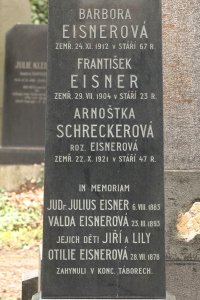 BARBORA
EISNEROVÁ
ZEMŘ. 24. XI. 1912 V STÁŘÍ 67 R.
FRANTIŠEK
EISNER
ZEMŘ. 29. VII. 1904 V STÁŘÍ 23 R.
ARNOŠTKA
SCHRECKEROVÁ
ROZ. EISNEROVÁ
ZEMŘ. 22. X. 1921 V STÁŘÍ 47 R.
IN MEMORIAM
JUDr. JULIUS EISNER 6. VIII. 1883
VALDA EISNEROVÁ 23. III. 1893
JEJICH DĚTI JIŘÍ A LILY
OTILIE EISNEROVÁ 28. VII. 1878
ZAHYNULI V KONC. TÁBORECH.
JULIE